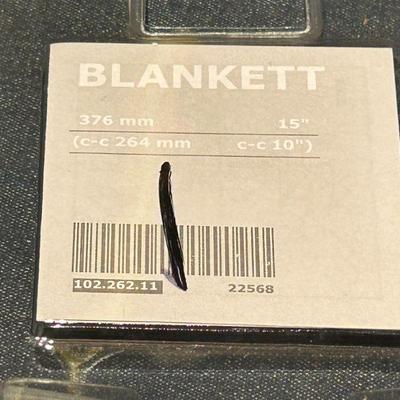 BLANKETT
376 mm 15"
(c-c 264 mm c-c 10")
102.262.11 22568